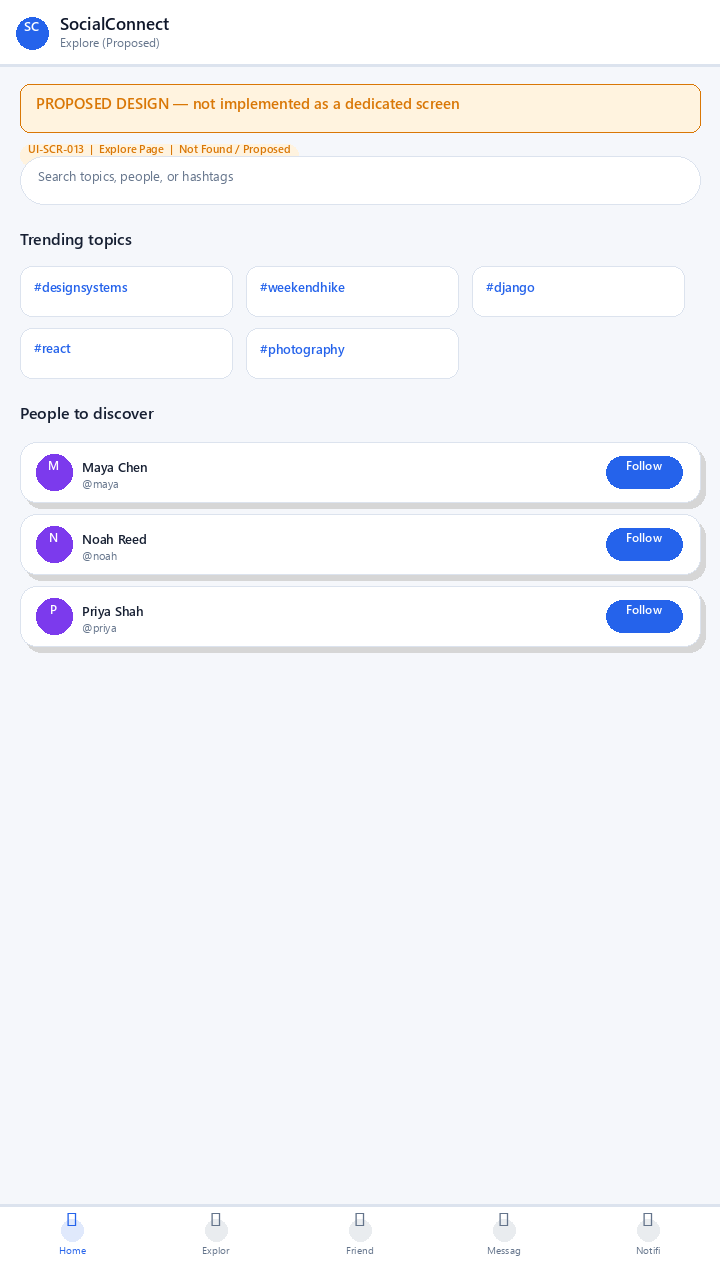 SC
SocialConnect
Explore (Proposed)
PROPOSED DESIGN — not implemented as a dedicated screen
UI-SCR-013 | Explore Page | Not Found / Proposed
Search topics, people, or hashtags
Trending topics
#designsystems
#weekendhike
#django
#react
#photography
People to discover
M
Maya Chen
@maya
Follow
N
Noah Reed
@noah
Follow
P
Priya Shah
@priya
Follow
Home
Explor
Friend
Messag
Notifi